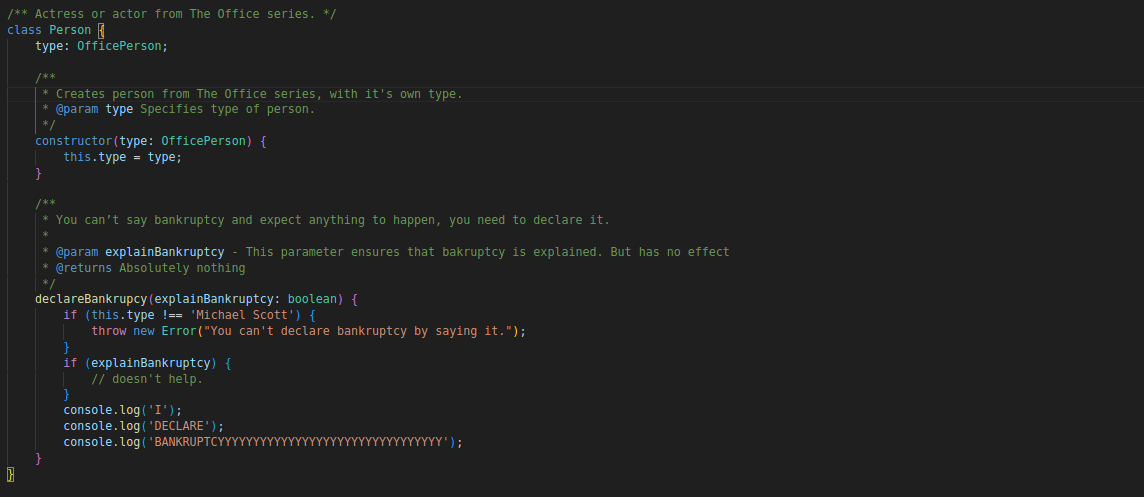 /** Actress or actor from The Office series. */
class Person {
    type: OfficePerson;

    /**
     * Creates person from The Office series, with it's own type.
     * @param type Specifies type of person.
     */
    constructor(type: OfficePerson) {
        this.type = type;
    }

    /**
     * You can’t say bankruptcy and expect anything to happen, you need to declare it.
     *
     * @param explainBankruptcy - This parameter ensures that bakruptcy is explained. But has no effect
     * @returns Absolutely nothing
     */
    declareBankrupcy(explainBankruptcy: boolean) {
        if (this.type !== 'Michael Scott') {
            throw new Error("You can't declare bankruptcy by saying it.");
        }
        if (explainBankruptcy) {
            // doesn't help.
        }
        console.log('I');
        console.log('DECLARE');
        console.log('BANKRUPTCYYYYYYYYYYYYYYYYYYYYYYYYYYYYYYYY');
    }
}